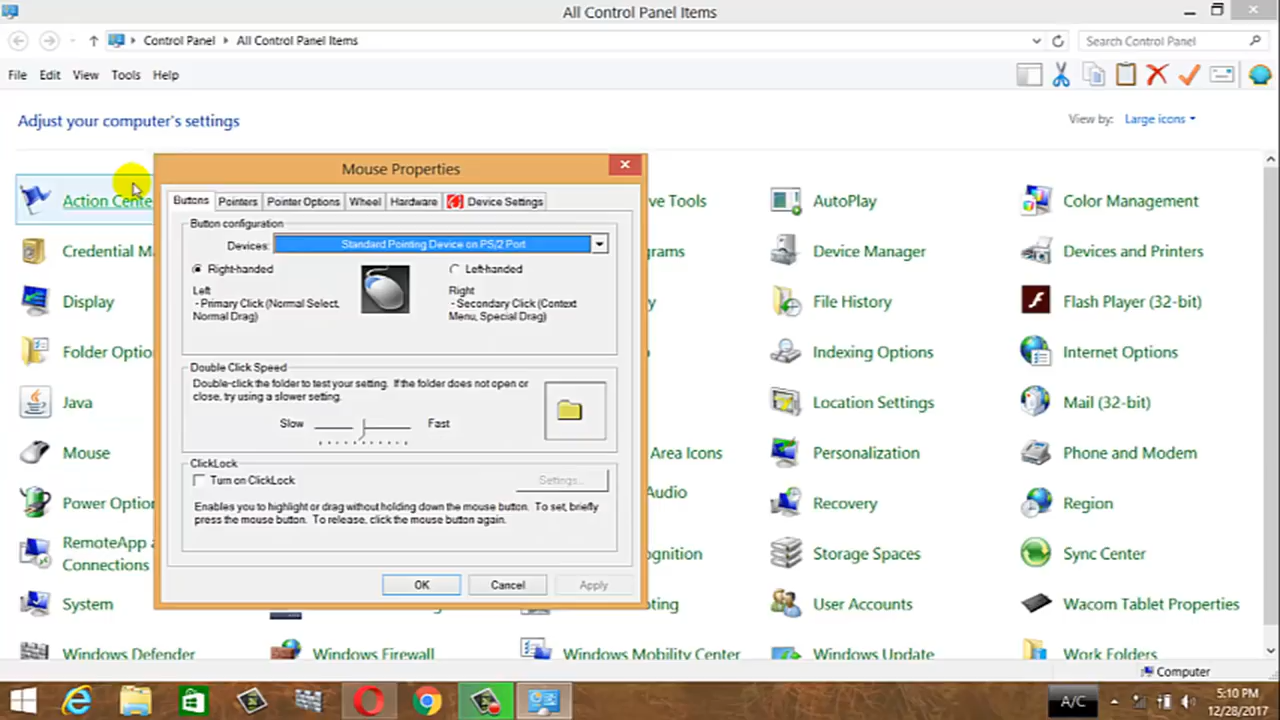 All Control Panel Items
Control Panel
All Control Panel Items
Search Control Panel
File Edit View Tools Help
Adjust your computer's settings
View by: Large icons
Mouse Properties
Buttons Pointers Pointer Options Wheel Hardware Device Settings
Button configuration
Devices: Standard Pointing Device on PS/2 Port
Right-handed
Left-handed
Left
- Primary Click (Normal Select, Normal Drag)
Right
- Secondary Click (Context Menu, Special Drag)
Double Click Speed
Double-click the folder to test your setting. If the folder does not open or
close, try using a slower setting.
Slow Fast
ClickLock
Turn on ClickLock
Settings...
Enables you to highlight or drag without holding down the mouse button. To set, briefly
press the mouse button. To release, click the mouse button again.
OK Cancel Apply
Action Cente
ve Tools
AutoPlay
Color Management
Credential M
grams
Device Manager
Devices and Printers
Display
File History
Flash Player (32-bit)
Folder Optio
Indexing Options
Internet Options
Java
Location Settings
Mail (32-bit)
Mouse
Area Icons
Personalization
Phone and Modem
Power Option
Audio
Recovery
Region
RemoteApp a
Connections
gnition
Storage Spaces
Sync Center
System
oting
User Accounts
Wacom Tablet Properties
Windows Defender
Windows Firewall
Windows Mobility Center
Windows Update
Work Folders
Computer
A/C
5:10 PM
12/28/2017